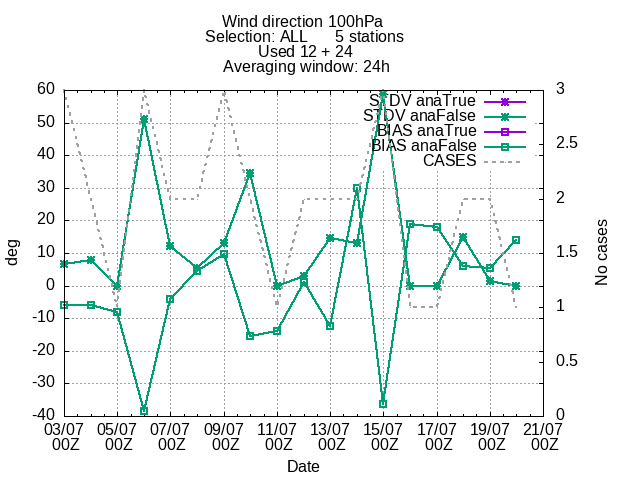 Wind direction 100hPa
Selection: ALL 5 stations
Used 12 + 24
Averaging window: 24h
60
50
40
30
20
10
0
-10
-20
-30
-40
deg
3
2.5
2
1.5
1
0.5
0
No cases
STDV anaTrue
STDV anaFalse
BIAS anaTrue
BIAS anaFalse
CASES
03/07 05/07 07/07 09/07 11/07 13/07 15/07 17/07 19/07 21/07
00Z 00Z 00Z 00Z 00Z 00Z 00Z 00Z 00Z 00Z
Date